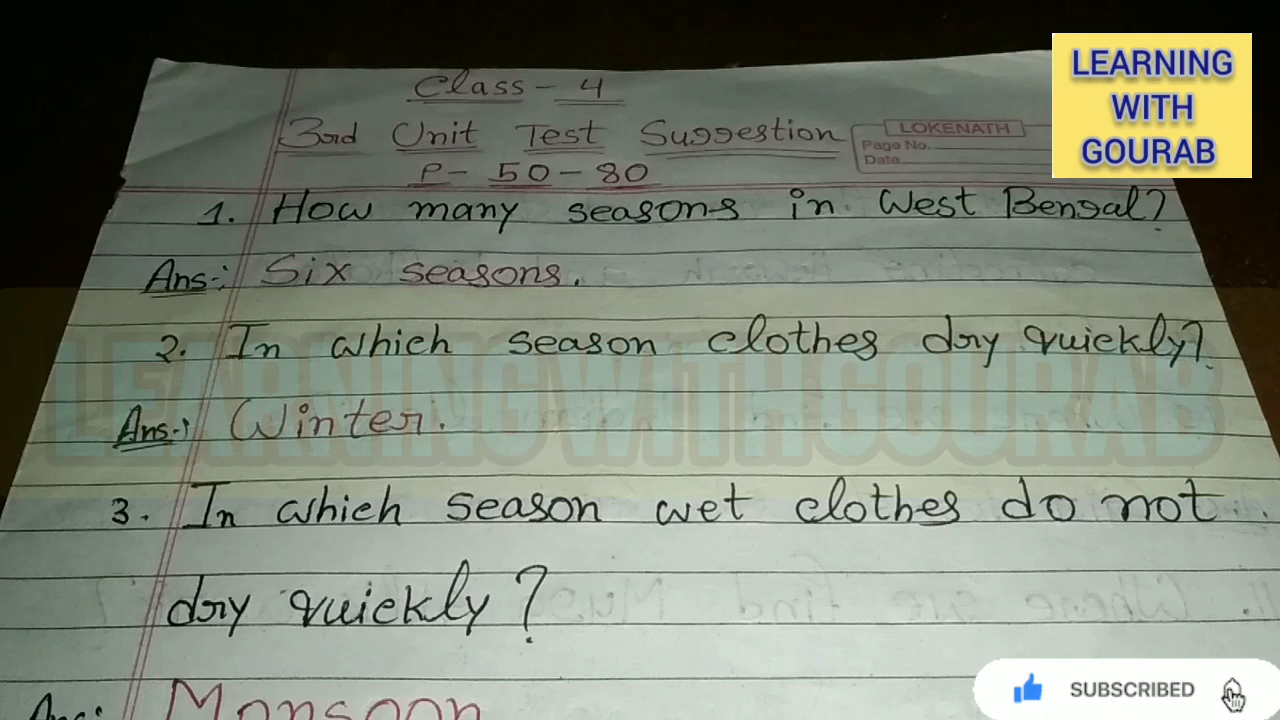 Class - 4
3rd Unit Test Suggestion
P - 50 - 80
LOKENATH
Page No.
Date
LEARNING
WITH
GOURAB
1. How many seasons in West Bengal?
Ans:- Six seasons.
2. In which season clothes dry quickly?
LEARNINGWITHGOURAB
Ans:- Winter.
3. In which season wet clothes do not
dry quickly?
Ans: Monsoon
SUBSCRIBED